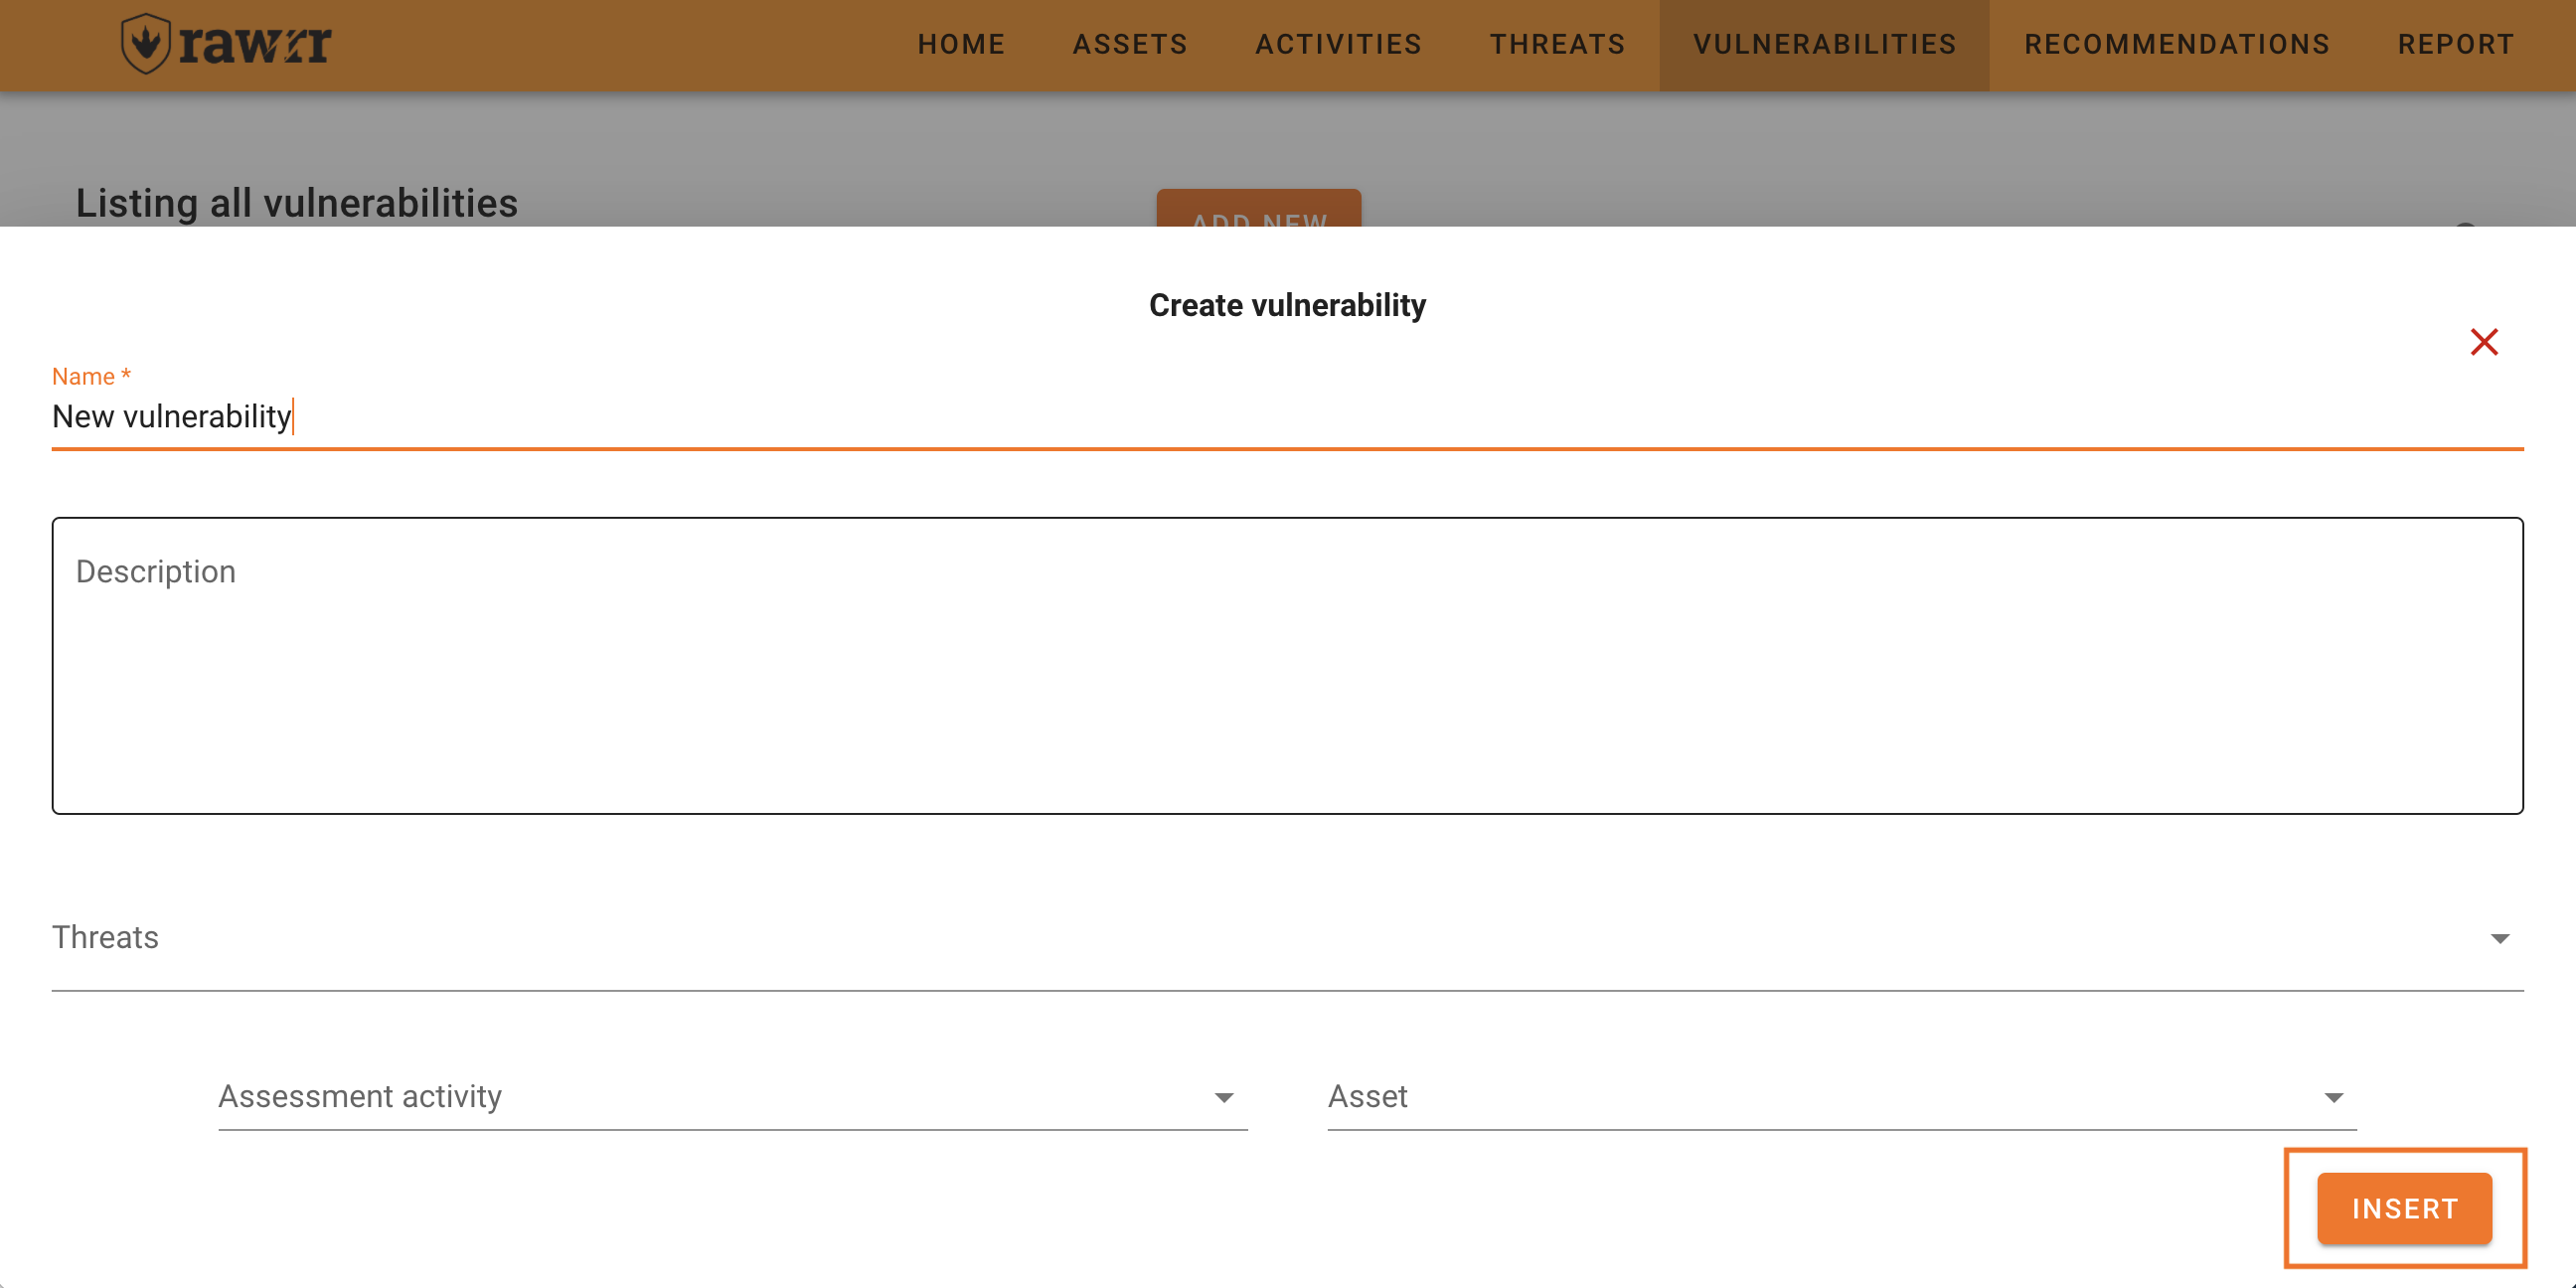 rawrr HOME ASSETS ACTIVITIES THREATS VULNERABILITIES RECOMMENDATIONS REPORT
Listing all vulnerabilities ADD NEW
Create vulnerability
Name *
New vulnerability
Description
Threats
Assessment activity Asset
INSERT